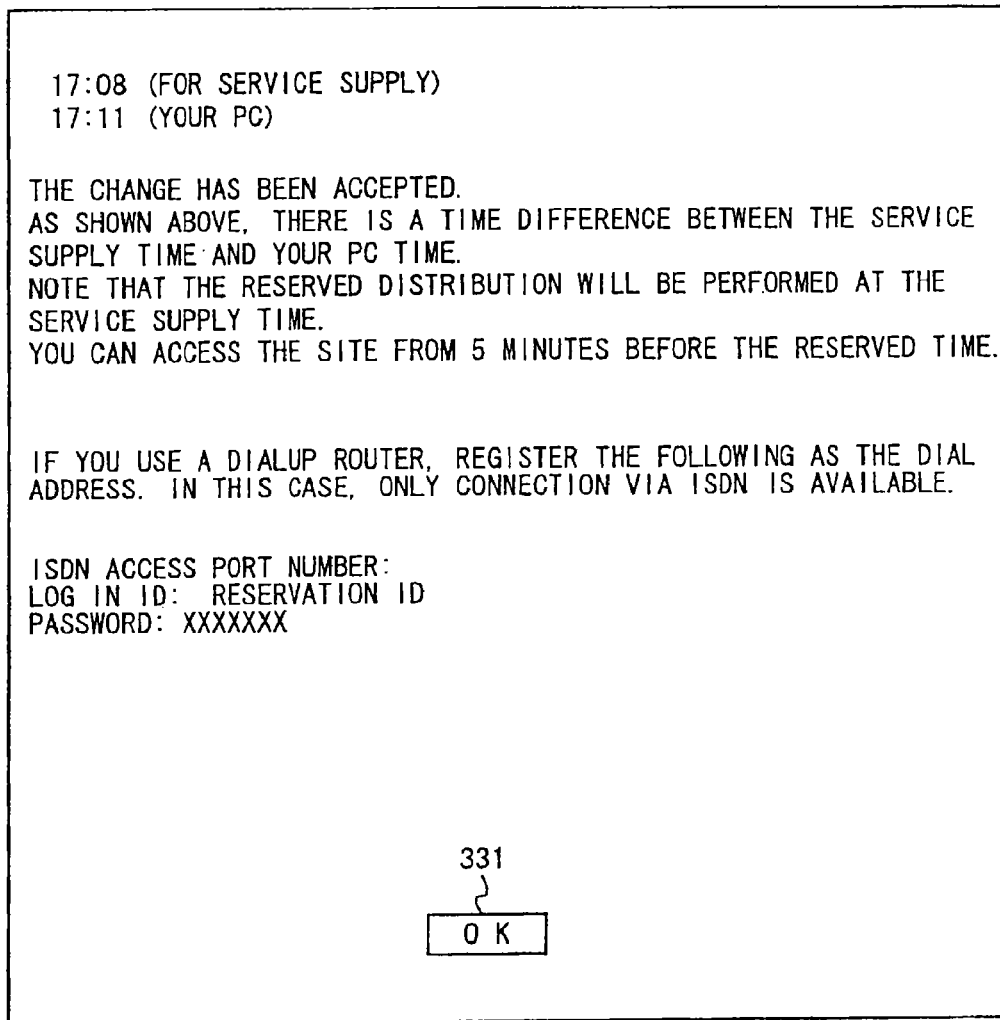 17:08 (FOR SERVICE SUPPLY)
17:11 (YOUR PC)
THE CHANGE HAS BEEN ACCEPTED.
AS SHOWN ABOVE, THERE IS A TIME DIFFERENCE BETWEEN THE SERVICE
SUPPLY TIME AND YOUR PC TIME.
NOTE THAT THE RESERVED DISTRIBUTION WILL BE PERFORMED AT THE
SERVICE SUPPLY TIME.
YOU CAN ACCESS THE SITE FROM 5 MINUTES BEFORE THE RESERVED TIME.
IF YOU USE A DIALUP ROUTER, REGISTER THE FOLLOWING AS THE DIAL
ADDRESS. IN THIS CASE, ONLY CONNECTION VIA ISDN IS AVAILABLE.
ISDN ACCESS PORT NUMBER:
LOG IN ID: RESERVATION ID
PASSWORD: XXXXXXX
331
OK